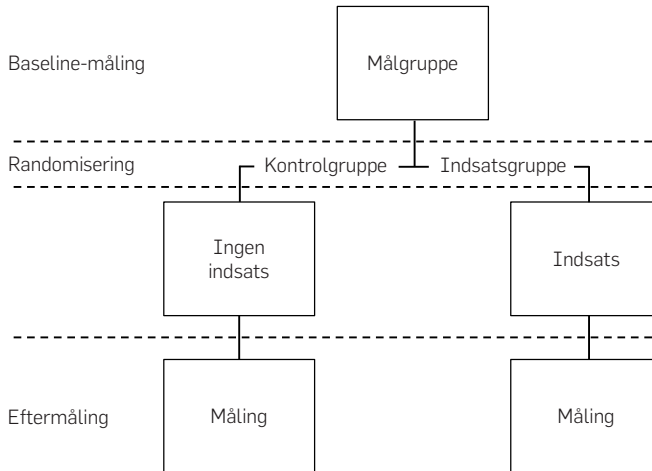 Baseline-måling
Målgruppe
Randomisering
Kontrolgruppe
Indsatsgruppe
Ingen
indsats
Indsats
Eftermåling
Måling
Måling